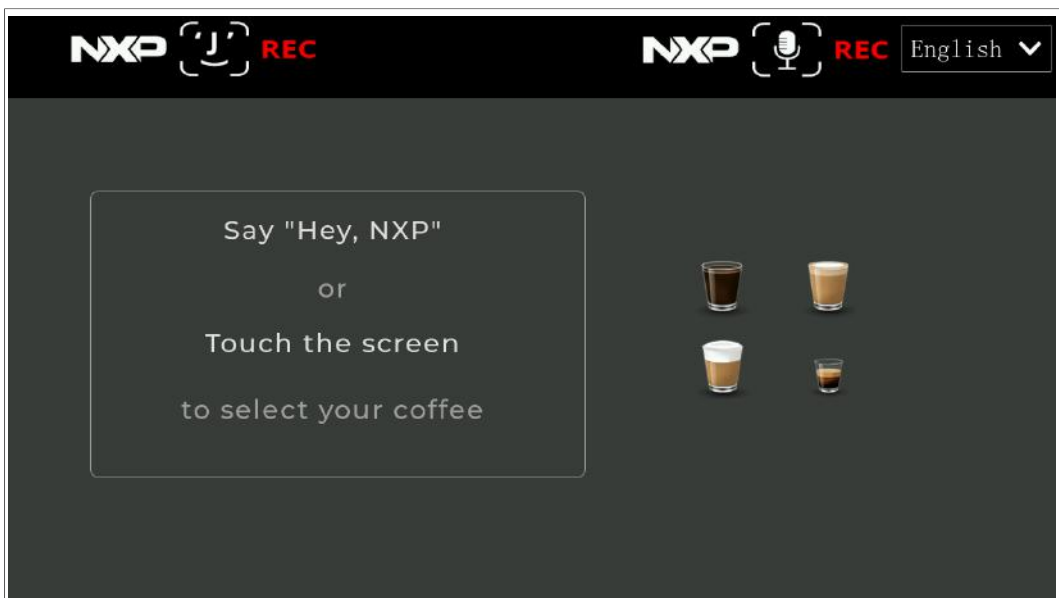 NXP REC
NXP REC English
Say "Hey, NXP"
or
Touch the screen
to select your coffee